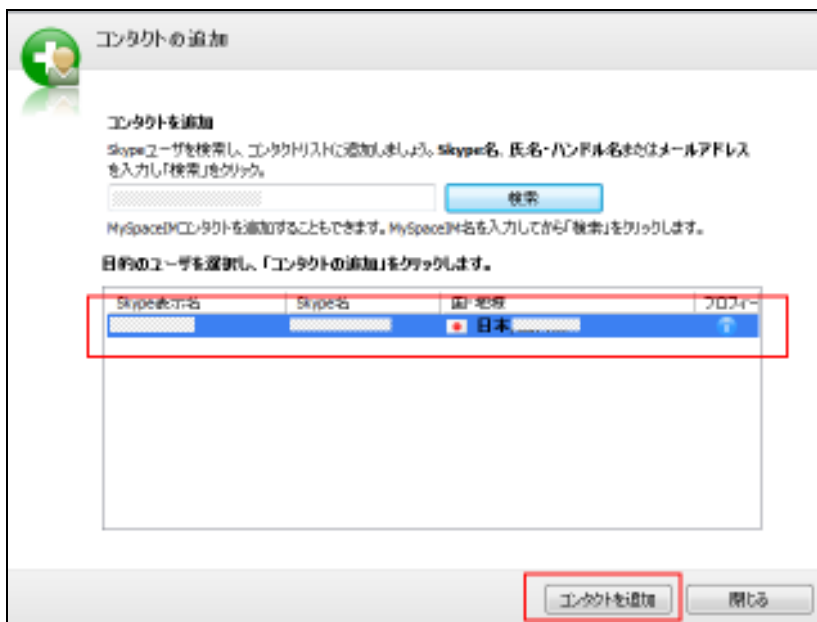 コンタクトの追加
コンタクトを追加
Skypeユーザを検索し、コンタクトリストに追加しましょう。Skype名、氏名・ハンドル名またはメールアドレス
を入力し「検索」をクリック。
検索
MySpaceIMコンタクトを追加することもできます。MySpaceIM名を入力してから「検索」をクリックします。
目的のユーザを選択し、「コンタクトの追加」をクリックします。
Skype表示名 Skype名 国・地域 プロフィー
日本
コンタクトを追加 閉じる